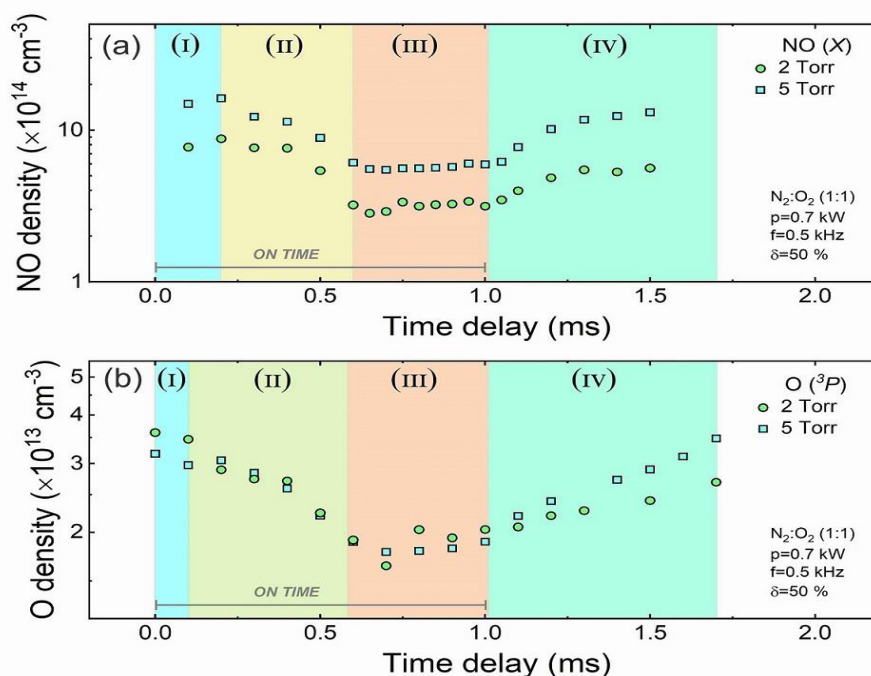 (a)
(I)
(II)
(III)
(IV)
NO (X)
2 Torr
5 Torr
N₂:O₂ (1:1)
p=0.7 kW
f=0.5 kHz
δ=50 %
ON TIME
NO density (×10¹⁴ cm⁻³)
10
1
0.0 0.5 1.0 1.5 2.0
Time delay (ms)
(b)
(I)
(II)
(III)
(IV)
O (³P)
2 Torr
5 Torr
N₂:O₂ (1:1)
p=0.7 kW
f=0.5 kHz
δ=50 %
ON TIME
O density (×10¹³ cm⁻³)
5
4
3
2
0.0 0.5 1.0 1.5 2.0
Time delay (ms)